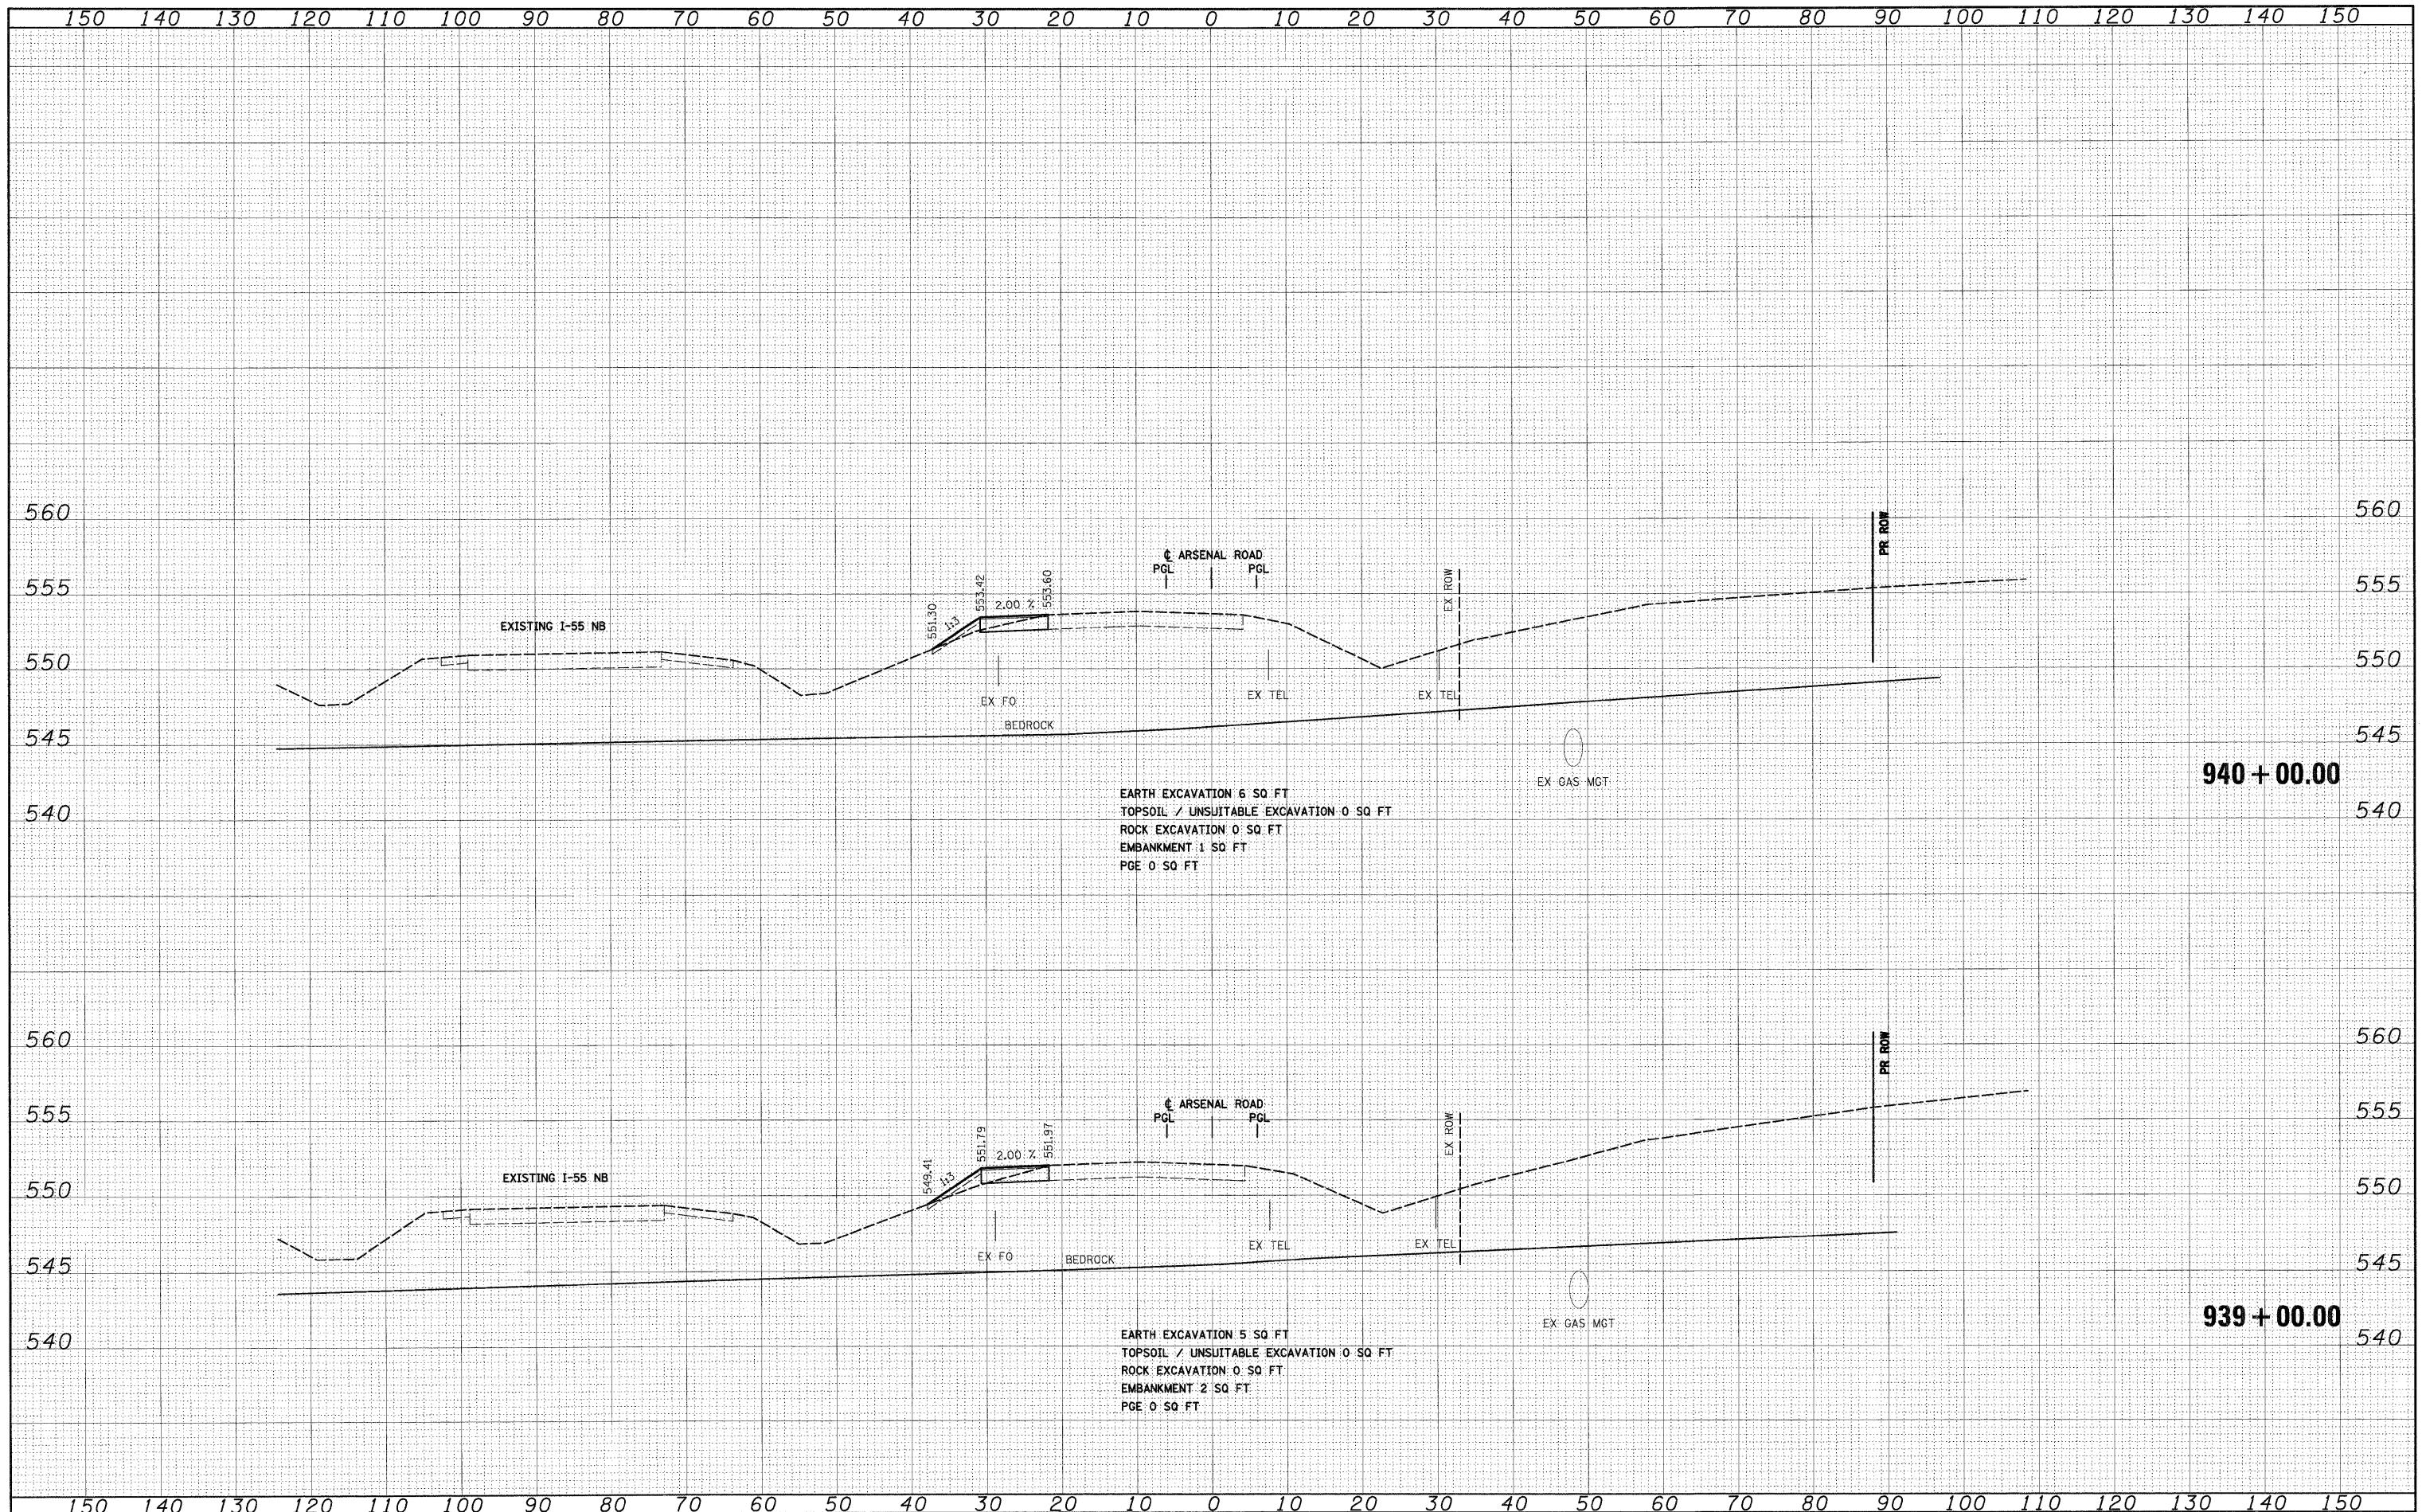 150 140 130 120 110 100 90 80 70 60 50 40 30 20 10 0 10 20 30 40 50 60 70 80 90 100 110 120 130 140 150
560 560
PR ROW
℄ ARSENAL ROAD
PGL PGL
EX ROW
555 555
551.30 553.42 553.60
1:3 2.00 %
EXISTING I-55 NB
550 550
EX FO EX TEL EX TEL
BEDROCK
545 545
EX GAS MGT
940+00.00
EARTH EXCAVATION 6 SQ FT
TOPSOIL / UNSUITABLE EXCAVATION 0 SQ FT
ROCK EXCAVATION 0 SQ FT
EMBANKMENT 1 SQ FT
PGE 0 SQ FT
540 540
560 560
PR ROW
℄ ARSENAL ROAD
PGL PGL
EX ROW
555 555
549.41 551.79 551.97
1:3 2.00 %
EXISTING I-55 NB
550 550
EX FO EX TEL EX TEL
BEDROCK
545 545
EX GAS MGT
939+00.00
EARTH EXCAVATION 5 SQ FT
TOPSOIL / UNSUITABLE EXCAVATION 0 SQ FT
ROCK EXCAVATION 0 SQ FT
EMBANKMENT 2 SQ FT
PGE 0 SQ FT
540 540
150 140 130 120 110 100 90 80 70 60 50 40 30 20 10 0 10 20 30 40 50 60 70 80 90 100 110 120 130 140 150